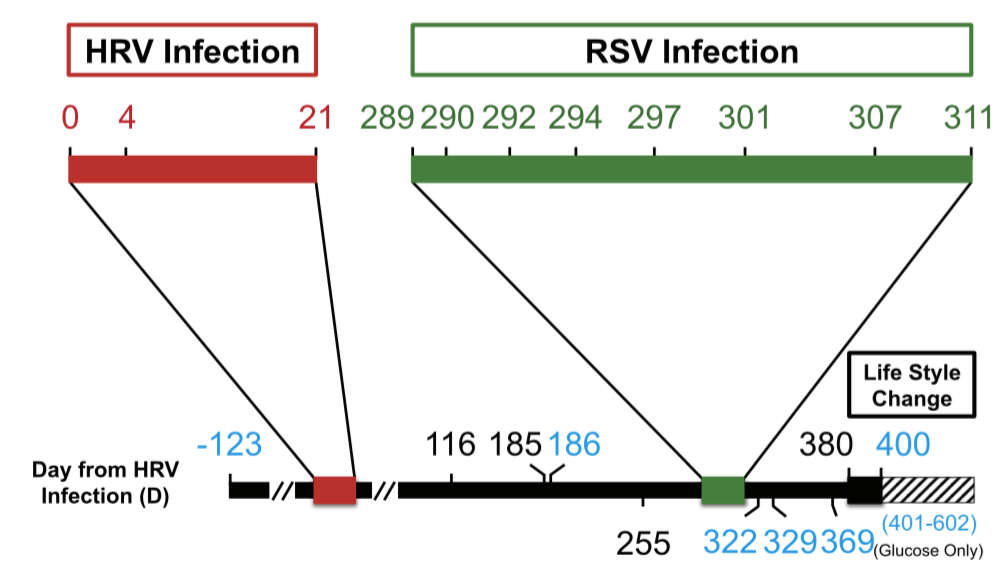 HRV Infection RSV Infection
0 4 21 289 290 292 294 297 301 307 311
Life Style
Change
-123 116 185 186 380 400
Day from HRV
Infection (D)
255 322 329 369 (401-602)
(Glucose Only)